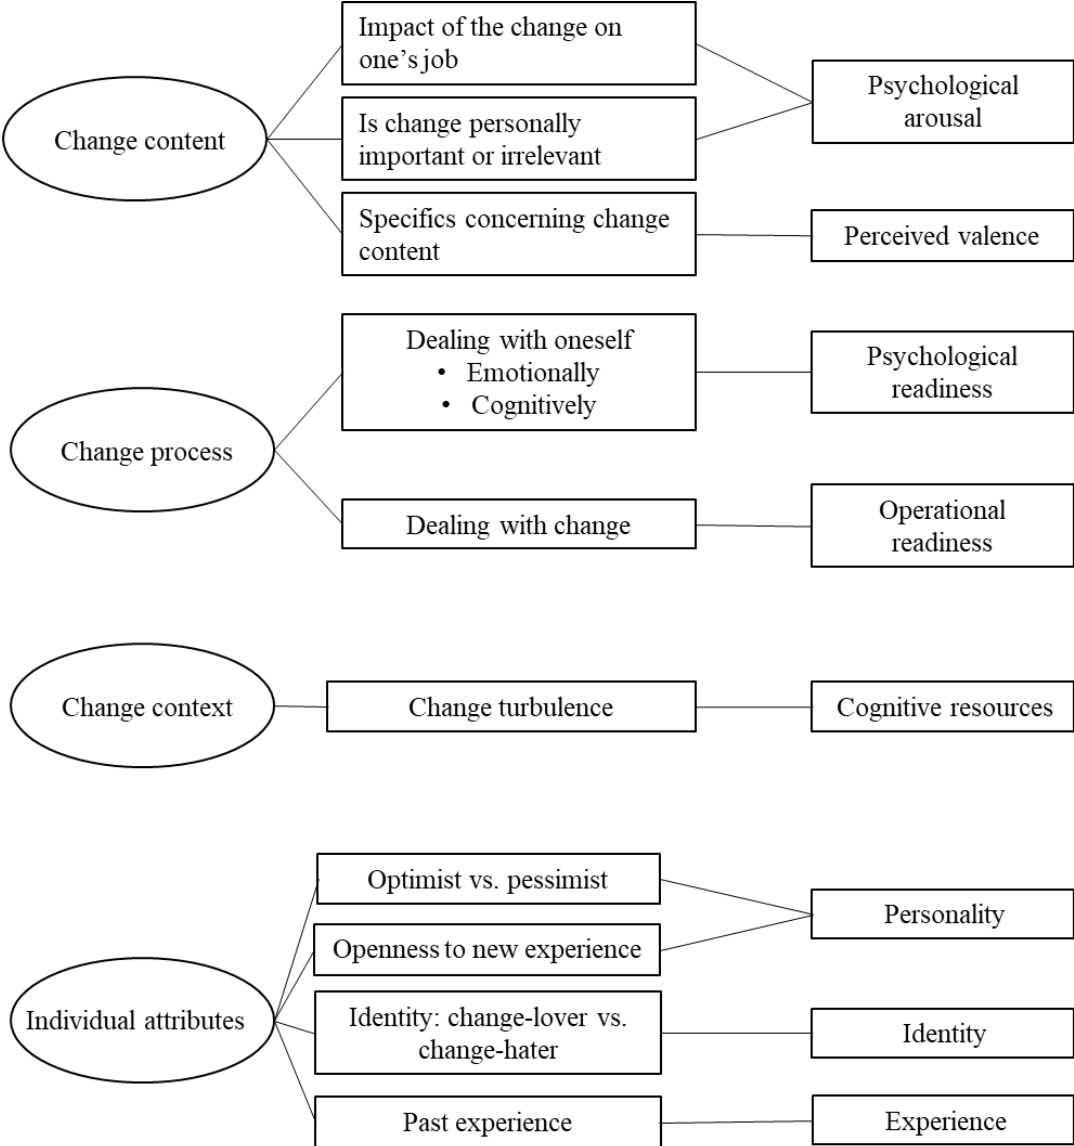 Change content
Impact of the change on
one's job
Is change personally
important or irrelevant
Specifics concerning change
content
Psychological
arousal
Perceived valence
Change process
Dealing with oneself
• Emotionally
• Cognitively
Dealing with change
Psychological
readiness
Operational
readiness
Change context
Change turbulence
Cognitive resources
Individual attributes
Optimist vs. pessimist
Openness to new experience
Identity: change-lover vs.
change-hater
Past experience
Personality
Identity
Experience